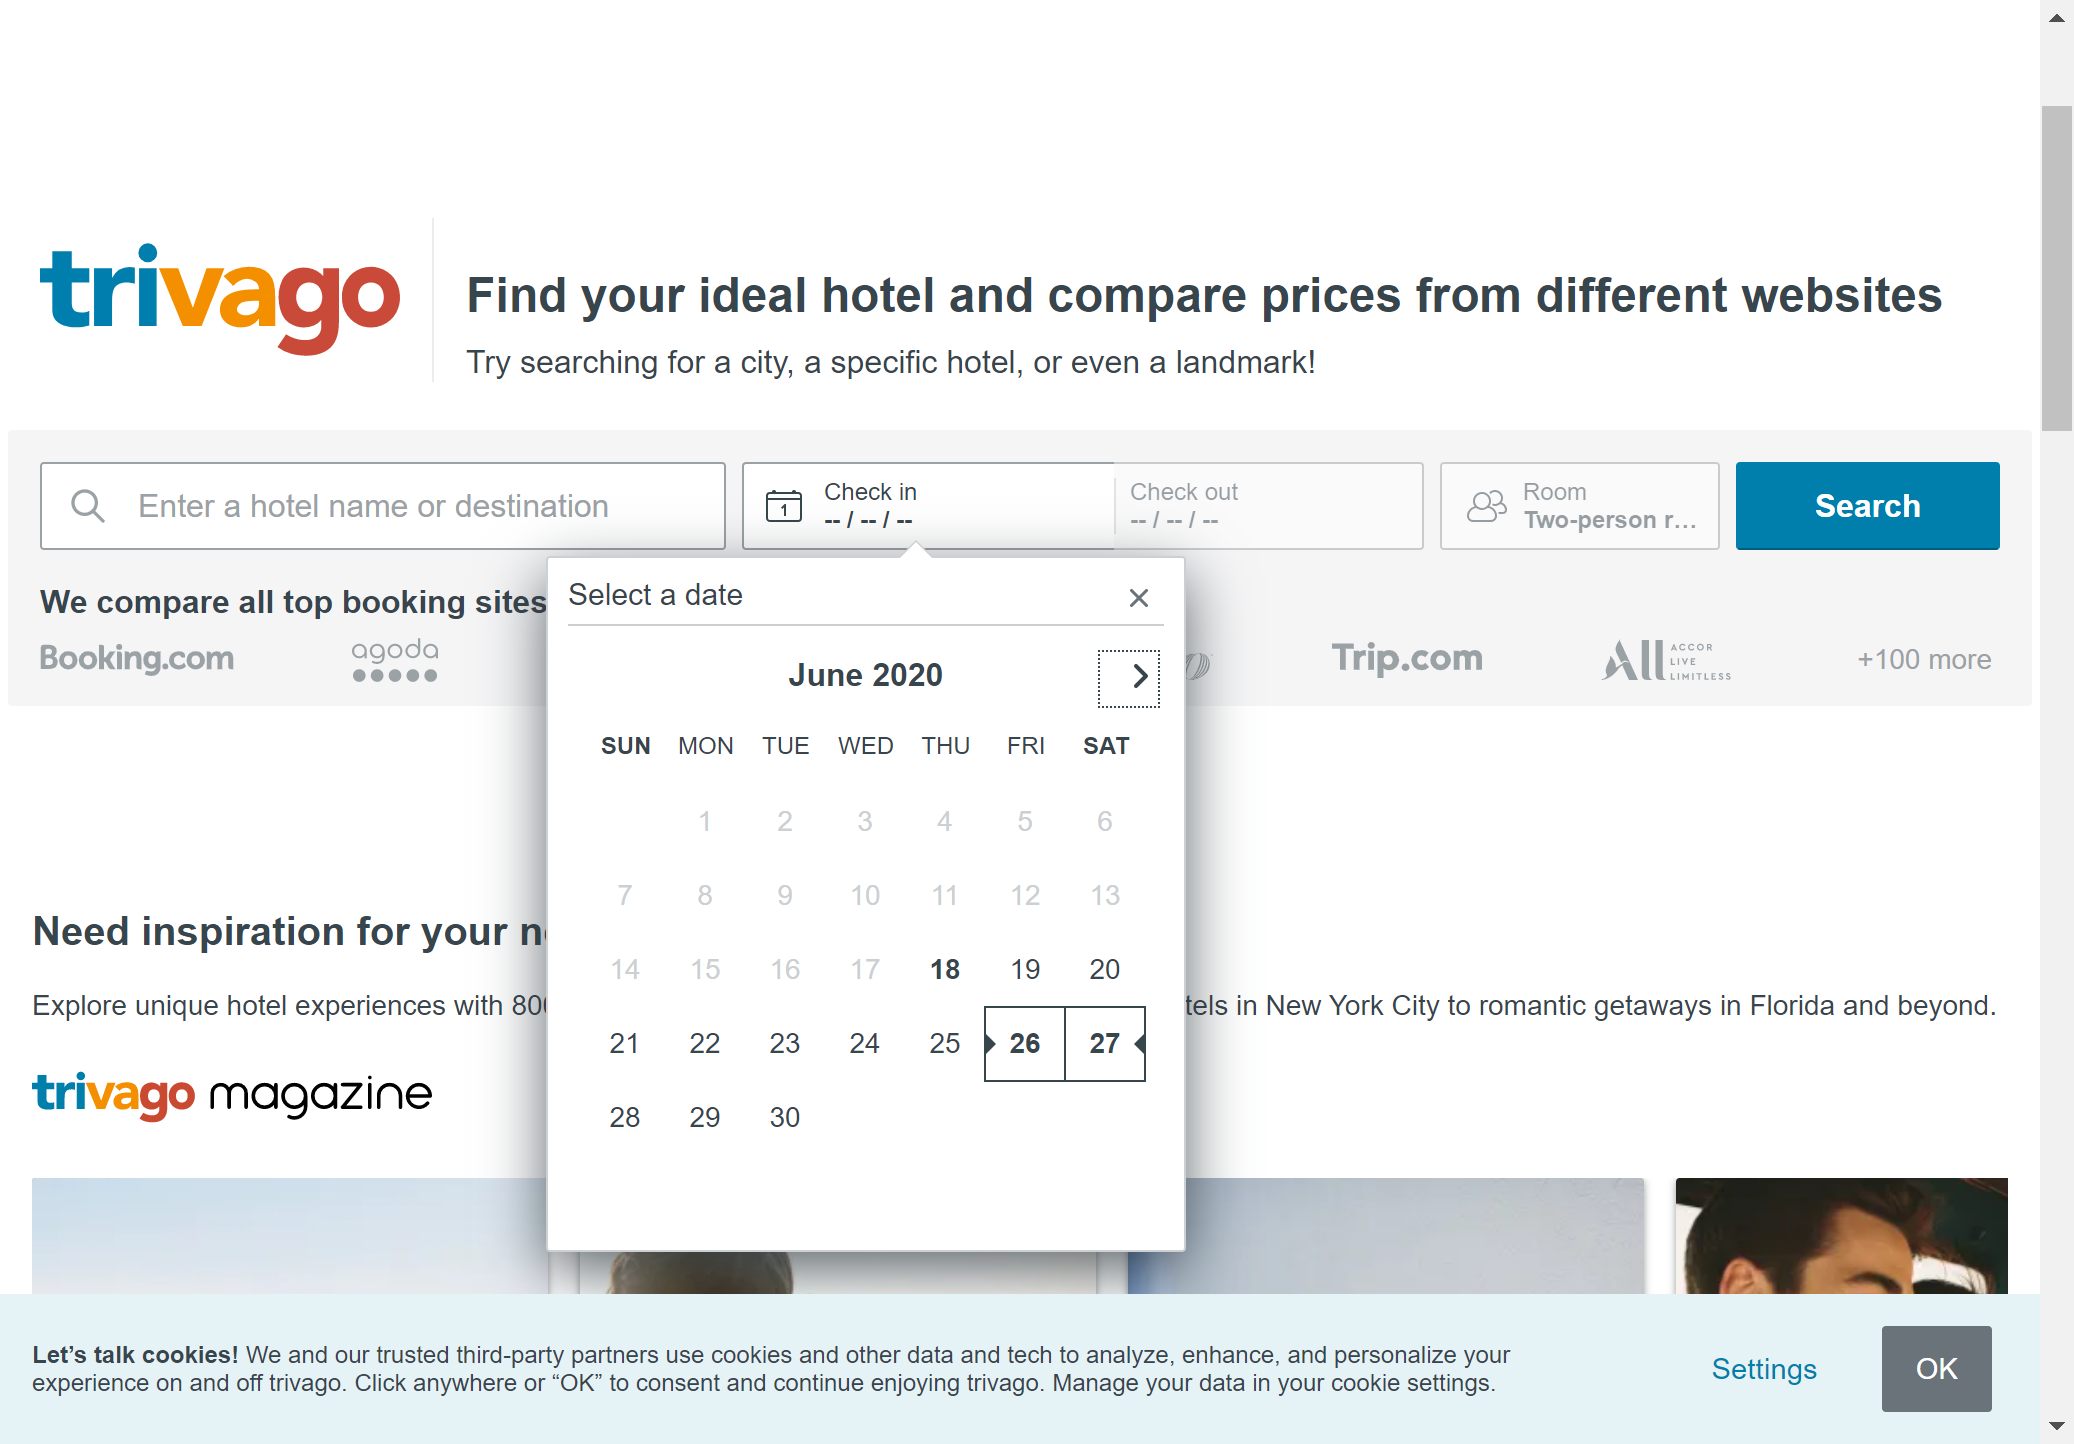 trivago
Find your ideal hotel and compare prices from different websites
Try searching for a city, a specific hotel, or even a landmark!
Enter a hotel name or destination
1
Check in
-- / -- / --
Check out
-- / -- / --
Room
Two-person r...
Search
We compare all top booking sites
Booking.com
agoda
Trip.com
ALL ACCOR
LIVE
LIMITLESS
+100 more
Select a date
June 2020
SUN MON TUE WED THU FRI SAT
1 2 3 4 5 6
7 8 9 10 11 12 13
14 15 16 17 18 19 20
21 22 23 24 25 26 27
28 29 30
Need inspiration for your
Explore unique hotel experiences with
in New York City to romantic getaways in Florida and beyond.
trivago magazine
Let’s talk cookies! We and our trusted third-party partners use cookies and other data and tech to analyze, enhance, and personalize your
experience on and off trivago. Click anywhere or “OK” to consent and continue enjoying trivago. Manage your data in your cookie settings.
Settings
OK